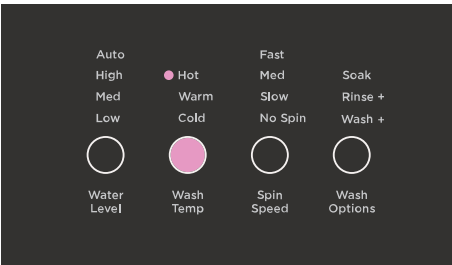 Auto
High
Med
Low
Water
Level
Hot
Warm
Cold
Wash
Temp
Fast
Med
Slow
No Spin
Spin
Speed
Soak
Rinse +
Wash +
Wash
Options